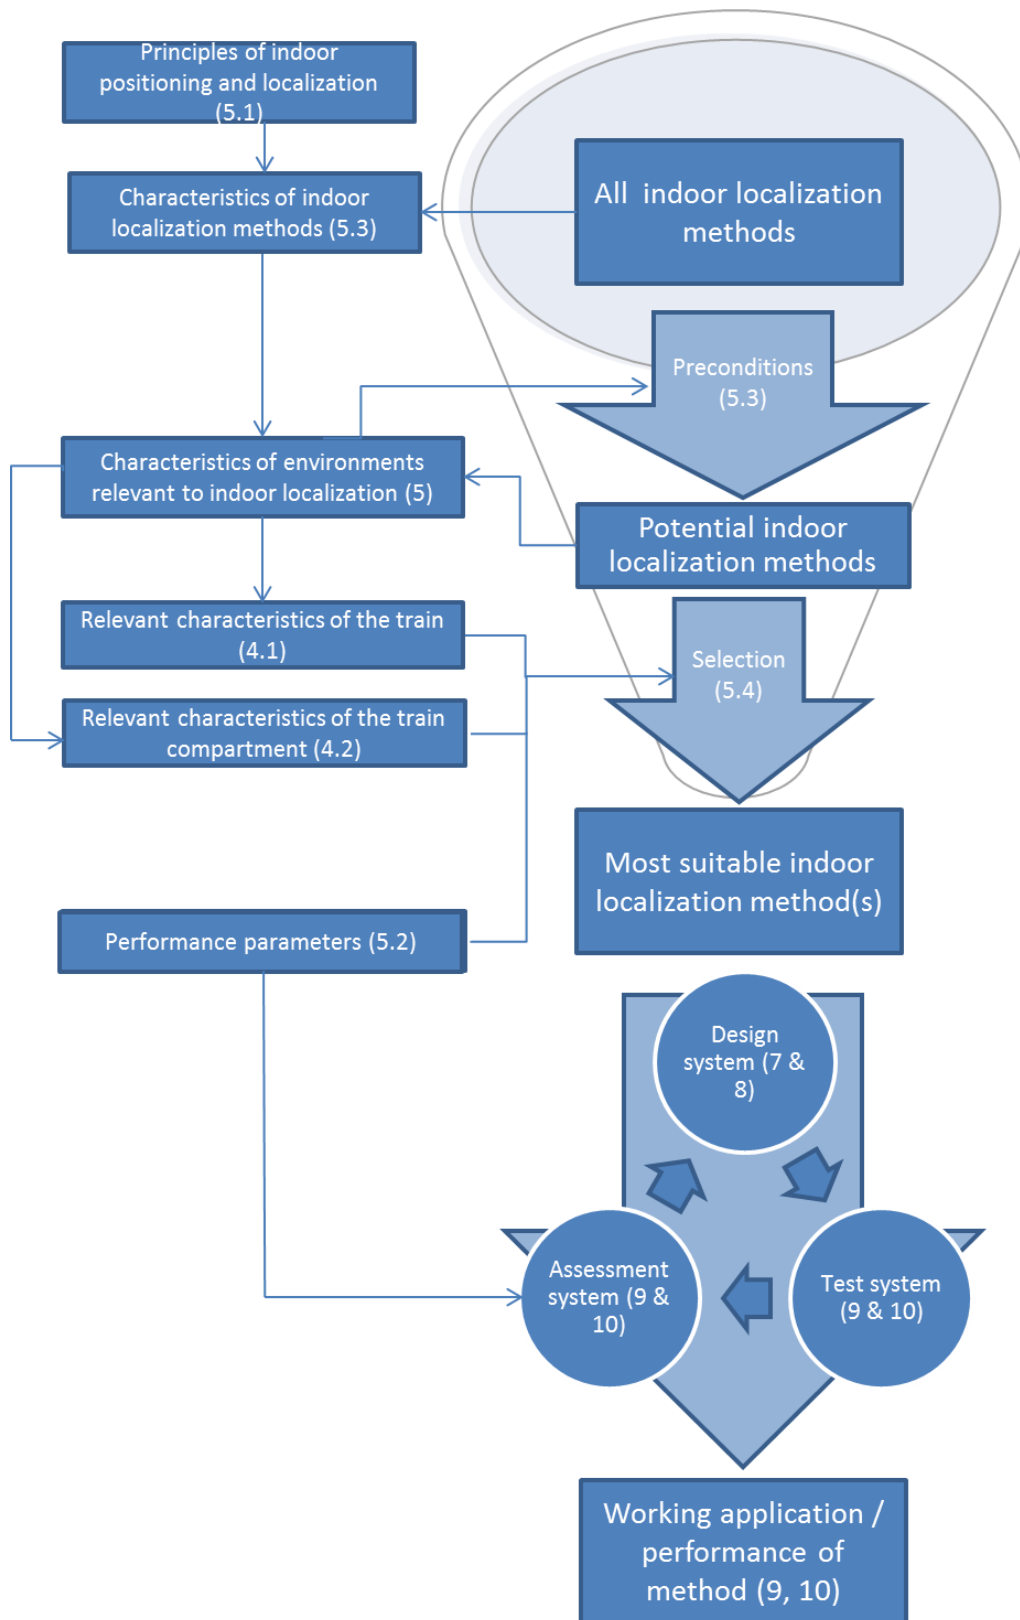 Principles of indoor
positioning and localization
(5.1)
Characteristics of indoor
localization methods (5.3)
All indoor localization
methods
Preconditions
(5.3)
Characteristics of environments
relevant to indoor localization (5)
Potential indoor
localization methods
Relevant characteristics of the train
(4.1)
Selection
(5.4)
Relevant characteristics of the train
compartment (4.2)
Most suitable indoor
localization method(s)
Performance parameters (5.2)
Design
system (7 &
8)
Assessment
system (9 &
10)
Test system
(9 & 10)
Working application /
performance of
method (9, 10)